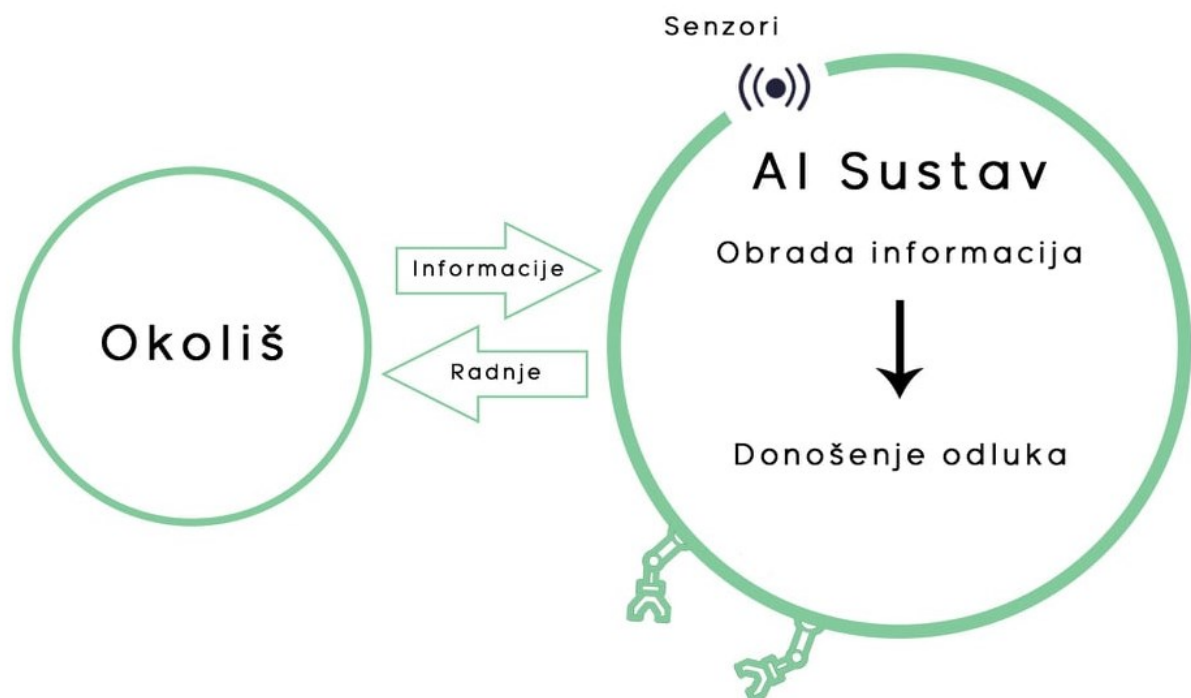 Senzori
AI Sustav
Obrada informacija
Informacije
Okoliš
Radnje
Donošenje odluka